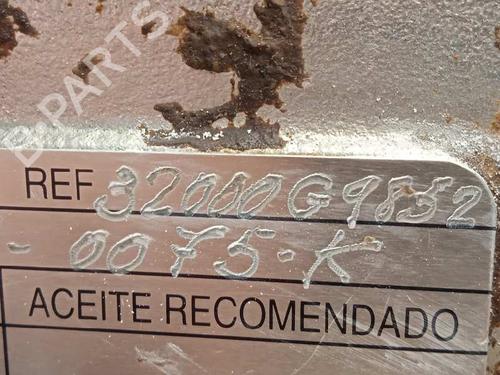 B-PARTS
REF 32000G9852
-0075-K
ACEITE RECOMENDADO